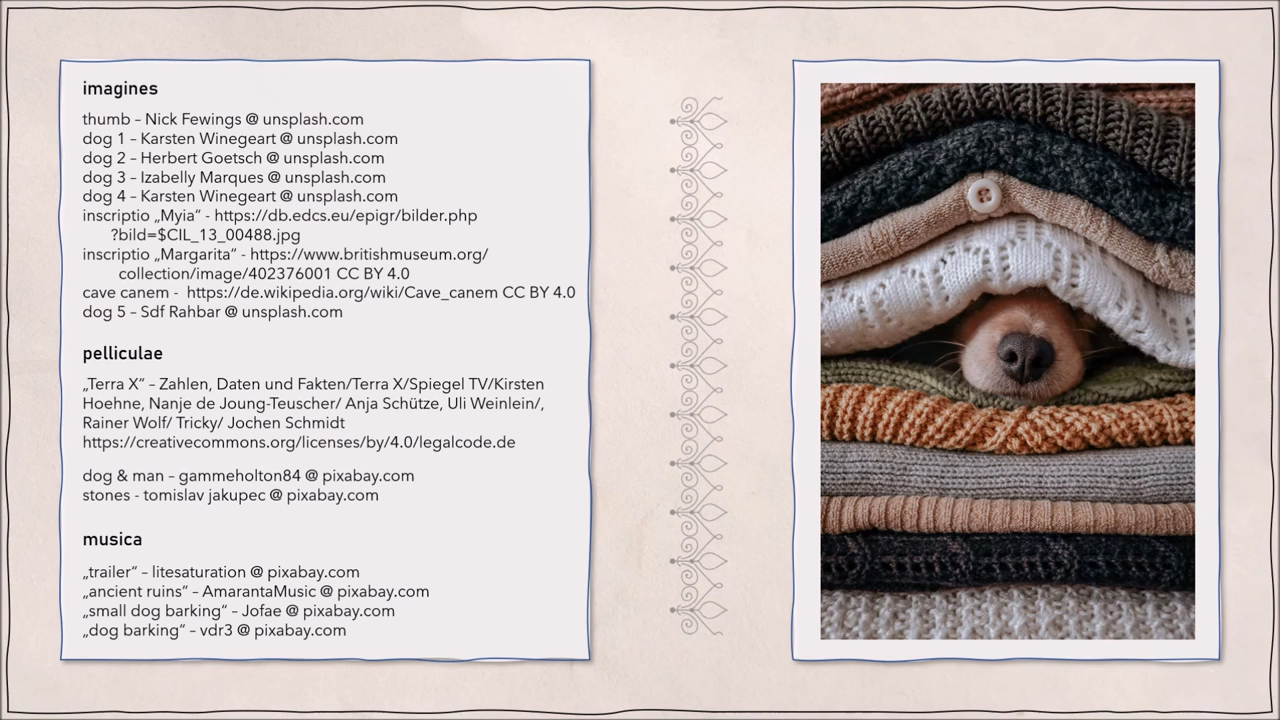 imagines
thumb – Nick Fewings @ unsplash.com
dog 1 – Karsten Winegeart @ unsplash.com
dog 2 – Herbert Goetsch @ unsplash.com
dog 3 – Izabelly Marques @ unsplash.com
dog 4 – Karsten Winegeart @ unsplash.com
inscriptio „Myia“ - https://db.edcs.eu/epigr/bilder.php
?bild=$CIL_13_00488.jpg
inscriptio „Margarita“ - https://www.britishmuseum.org/
collection/image/402376001 CC BY 4.0
cave canem - https://de.wikipedia.org/wiki/Cave_canem CC BY 4.0
dog 5 – Sdf Rahbar @ unsplash.com
pelliculae
„Terra X“ – Zahlen, Daten und Fakten/Terra X/Spiegel TV/Kirsten
Hoehne, Nanje de Joung-Teuscher/ Anja Schütze, Uli Weinlein/,
Rainer Wolf/ Tricky/ Jochen Schmidt
https://creativecommons.org/licenses/by/4.0/legalcode.de
dog & man – gammeholton84 @ pixabay.com
stones - tomislav jakupec @ pixabay.com
musica
„trailer“ – litesaturation @ pixabay.com
„ancient ruins“ – AmarantaMusic @ pixabay.com
„small dog barking“ – Jofae @ pixabay.com
„dog barking“ – vdr3 @ pixabay.com